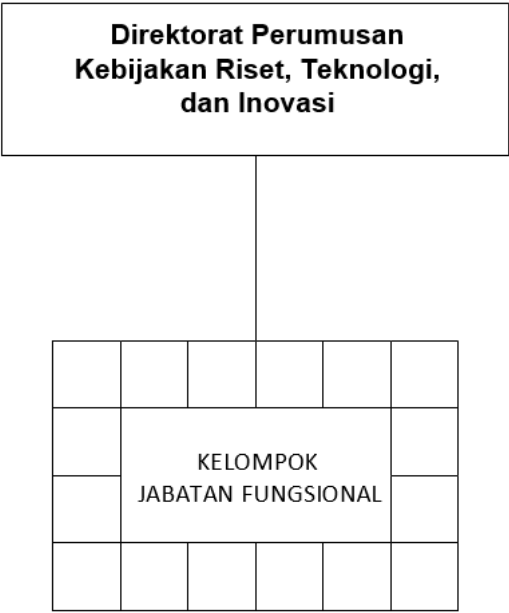 Direktorat Perumusan
Kebijakan Riset, Teknologi,
dan Inovasi
KELOMPOK
JABATAN FUNGSIONAL